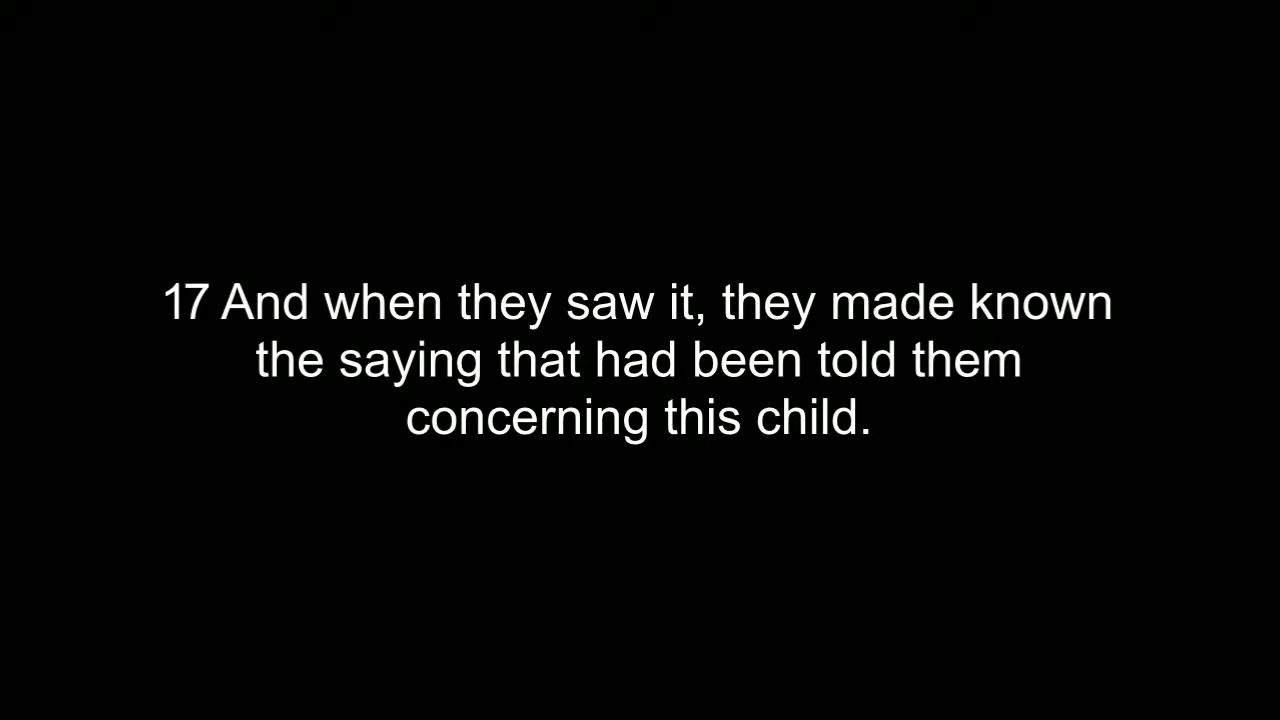 17 And when they saw it, they made known
the saying that had been told them
concerning this child.